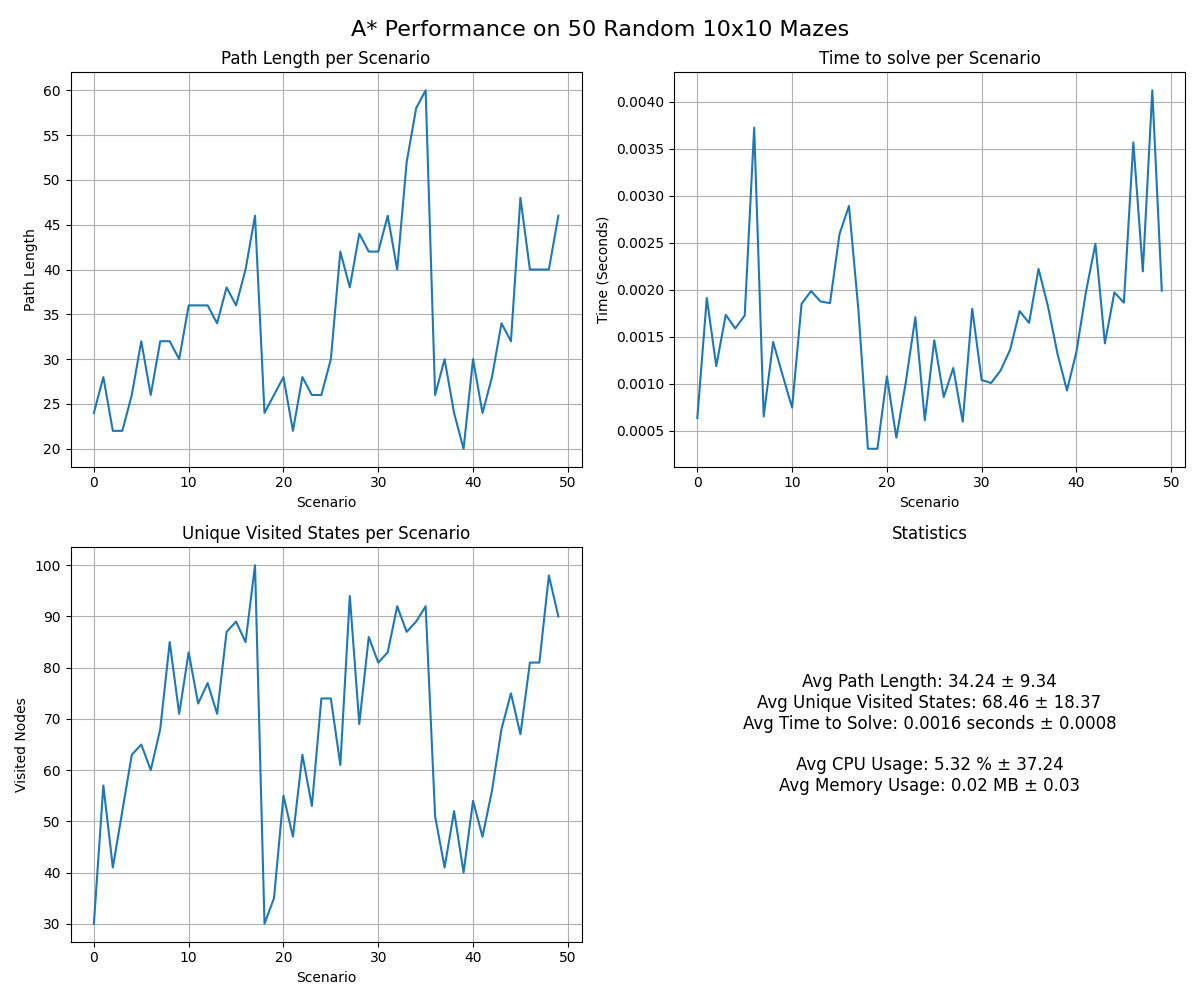 A* Performance on 50 Random 10x10 Mazes
Path Length per Scenario
60
55
50
45
40
35
30
25
20
Path Length
0 10 20 30 40 50
Scenario
Time to solve per Scenario
0.0040
0.0035
0.0030
0.0025
0.0020
0.0015
0.0010
0.0005
Time (Seconds)
0 10 20 30 40 50
Scenario
Unique Visited States per Scenario
100
90
80
70
60
50
40
30
Visited Nodes
0 10 20 30 40 50
Scenario
Statistics
Avg Path Length: 34.24 ± 9.34
Avg Unique Visited States: 68.46 ± 18.37
Avg Time to Solve: 0.0016 seconds ± 0.0008
Avg CPU Usage: 5.32 % ± 37.24
Avg Memory Usage: 0.02 MB ± 0.03